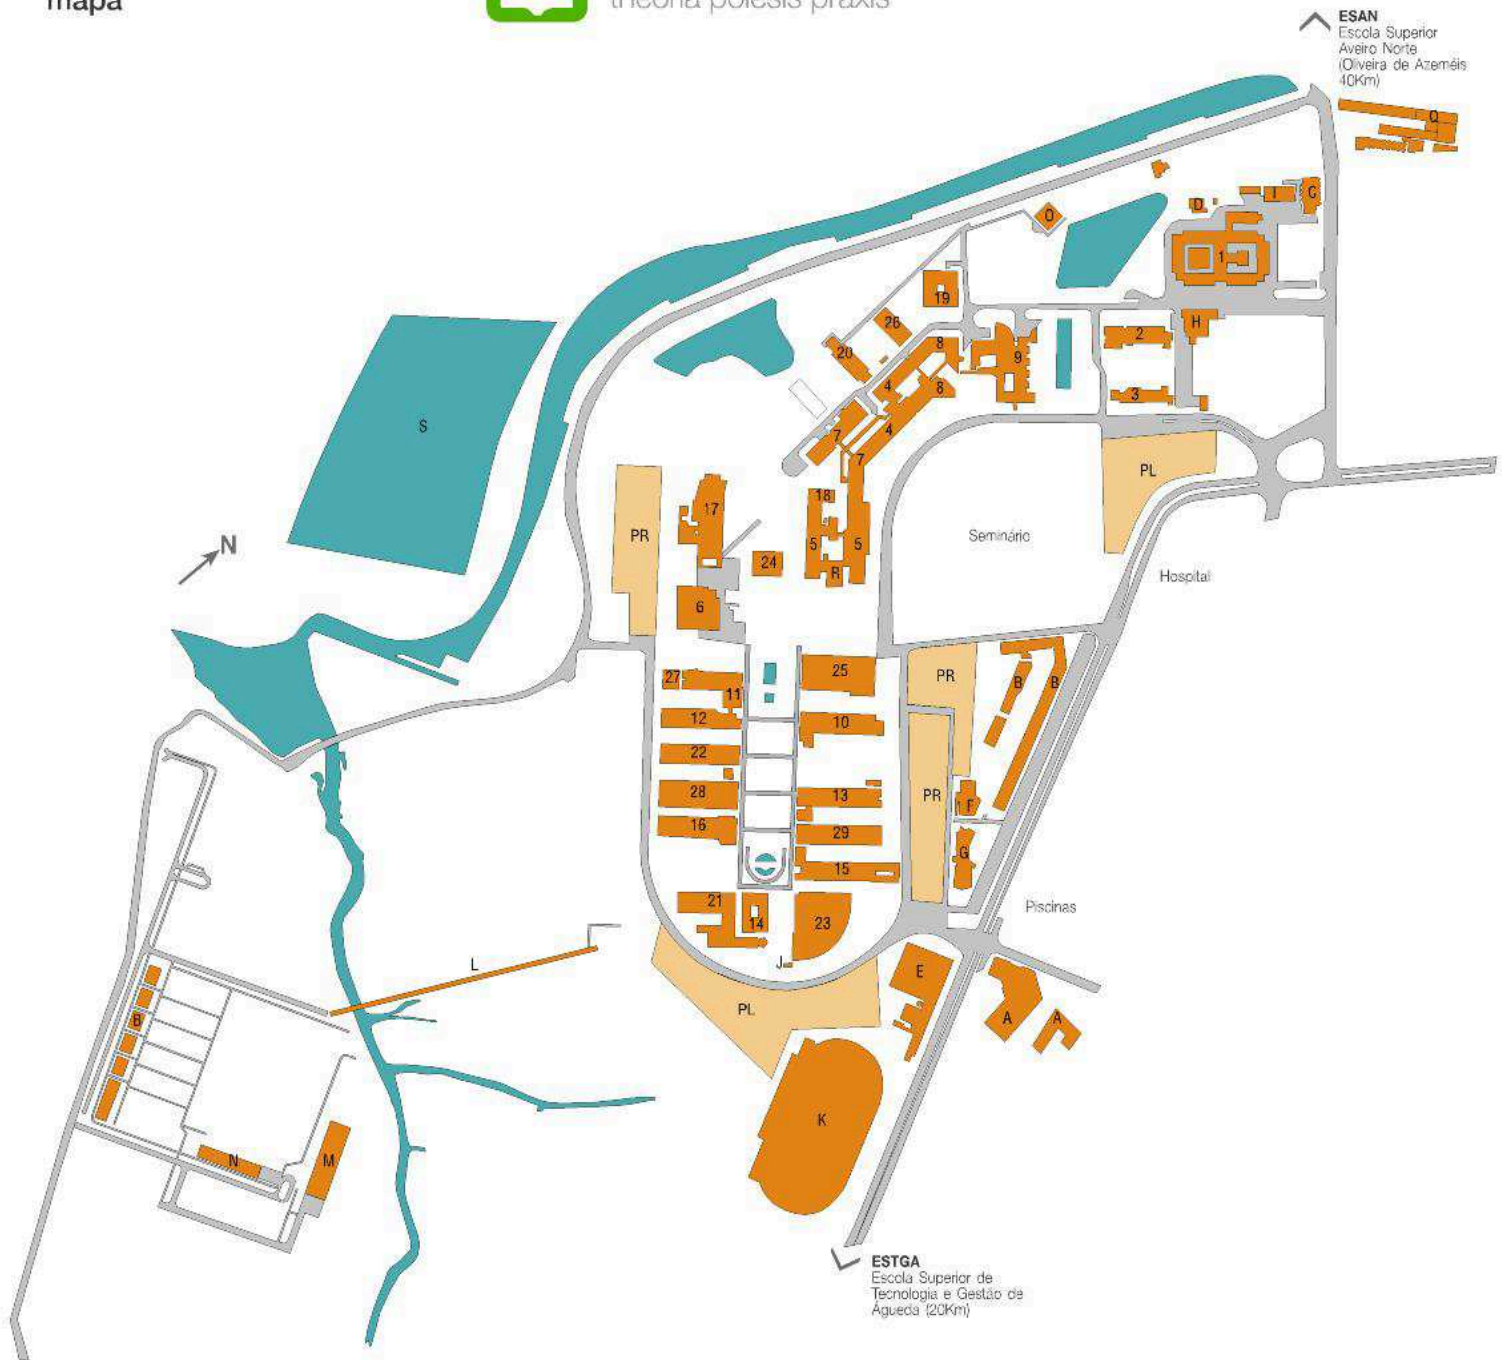 mapa
theoria poiesis praxis
ESAN
Escola Superior
Aveiro Norte
(Oliveira de Azeméis
40Km)
Q
I
C
D
O
1
19
H
26
2
8
20
9
8
4
3
S
4
7
7
PL
18
17
Seminário
PR
5
5
N
24
R
Hospital
6
25
27
PR
B
B
11
12
10
22
28
13
PR
F
16
29
G
15
21
14
23
Piscinas
J
L
E
PL
A
A
B
K
N
M
ESTGA
Escola Superior de
Tecnologia e Gestão de
Águeda (20Km)